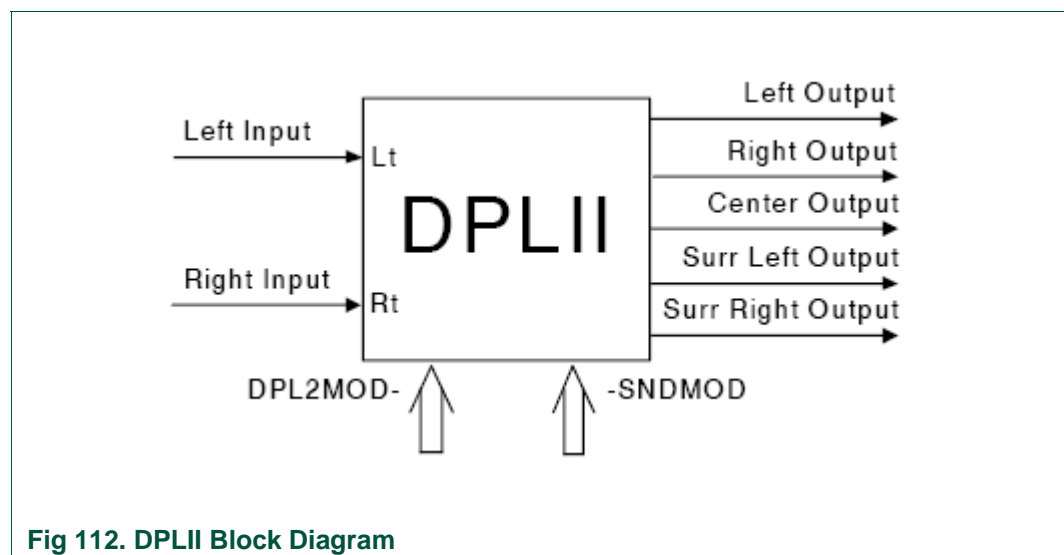 Left Output
Left Input
Lt
Right Output
DPLII
Center Output
Surr Left Output
Right Input
Rt
Surr Right Output
DPL2MOD-
-SNDMOD
Fig 112. DPLII Block Diagram